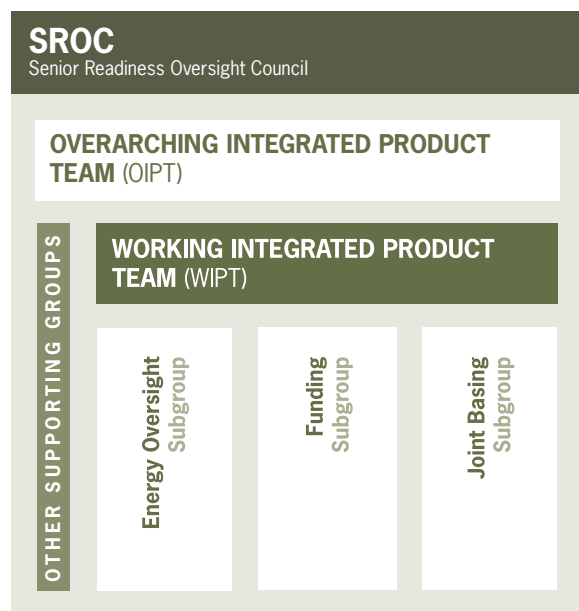 SROC
Senior Readiness Oversight Council
OVERARCHING INTEGRATED PRODUCT
TEAM (OIPT)
OTHER SUPPORTING GROUPS
WORKING INTEGRATED PRODUCT
TEAM (WIPT)
Energy Oversight
Subgroup
Funding
Subgroup
Joint Basing
Subgroup